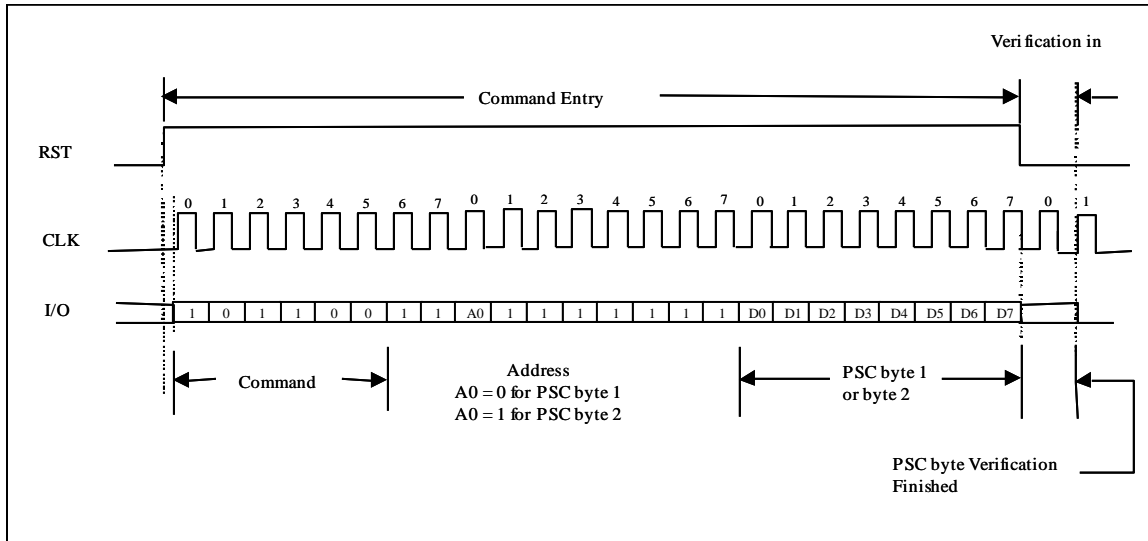 Verification in
Command Entry
RST
0 1 2 3 4 5 6 7 0 1 2 3 4 5 6 7 0 1 2 3 4 5 6 7 0 1
CLK
I/O
1 0 1 1 0 0 1 1 A0 1 1 1 1 1 1 1 D0 D1 D2 D3 D4 D5 D6 D7
Command
Address
A0 = 0 for PSC byte 1
A0 = 1 for PSC byte 2
PSC byte 1
or byte 2
PSC byte Verification
Finished